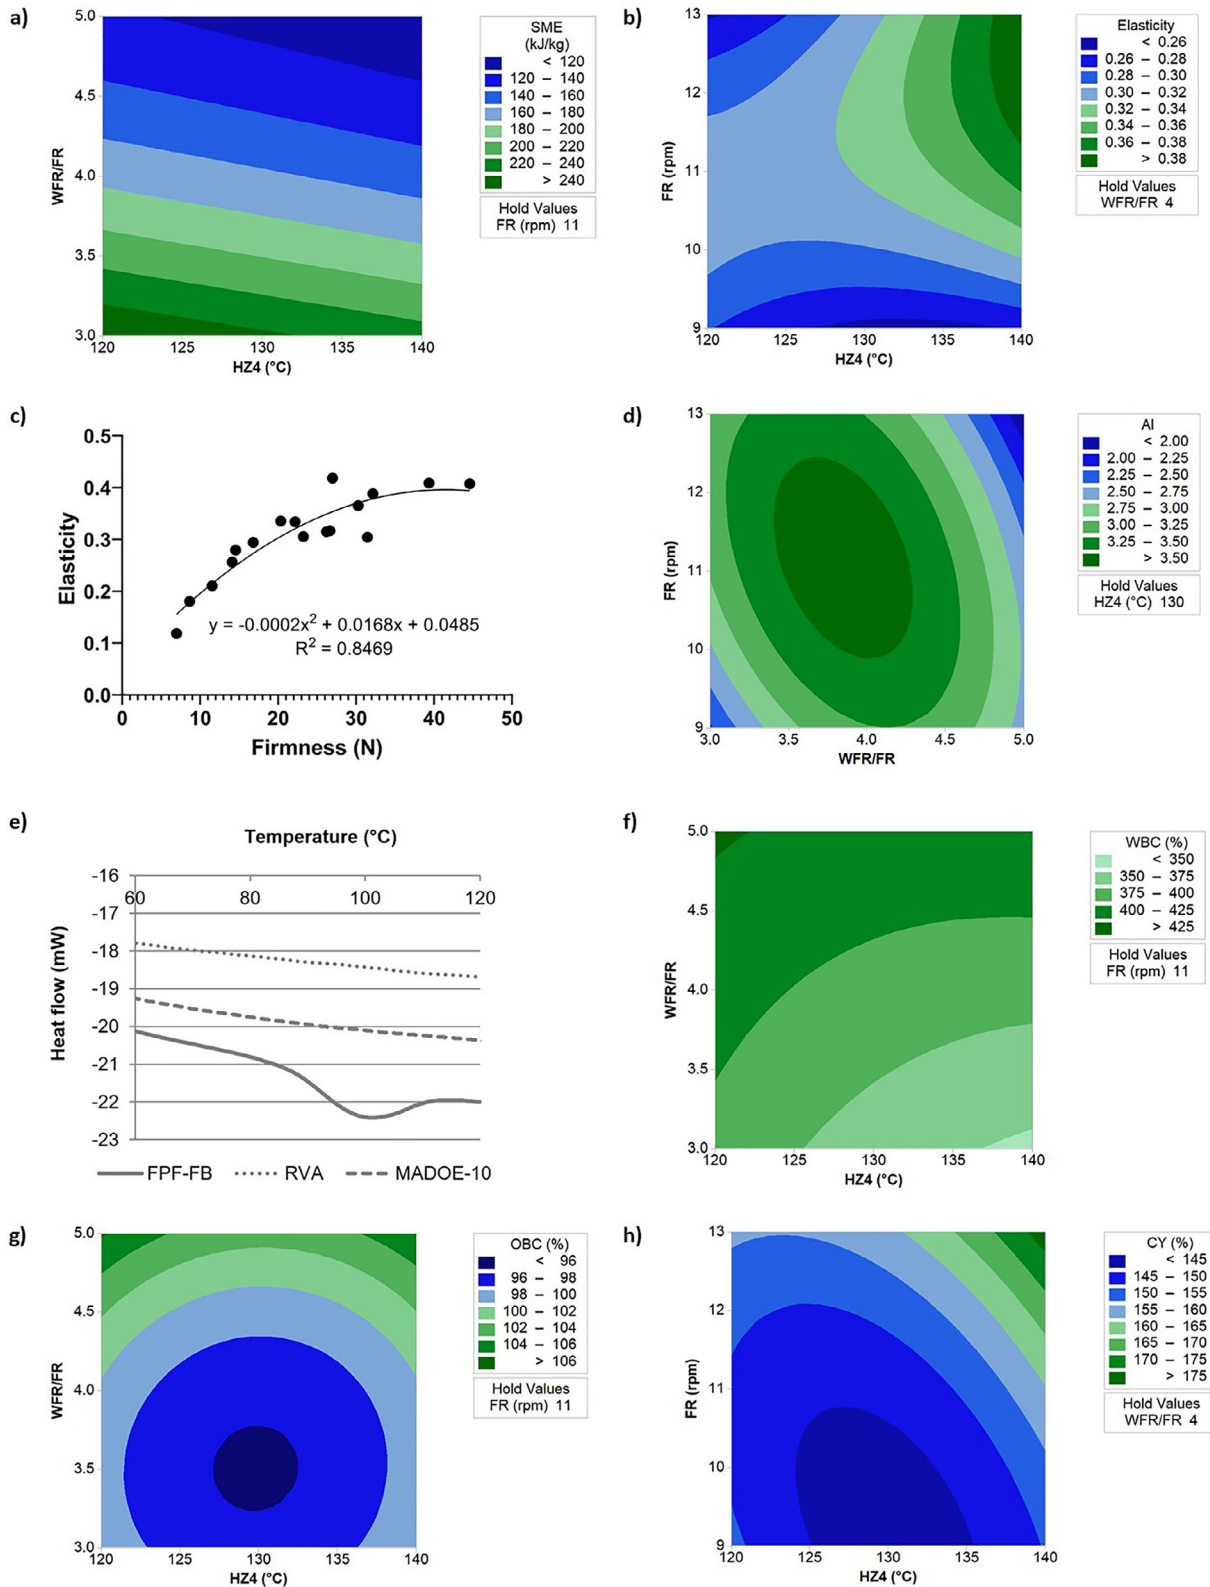 a)
5.0
4.5
4.0
3.5
3.0
WFR/FR
120
125
130
135
140
HZ4 (°C)
SME
(kJ/kg)
< 120
120 – 140
140 – 160
160 – 180
180 – 200
200 – 220
220 – 240
> 240
Hold Values
FR (rpm) 11
b)
13
12
11
10
9
FR (rpm)
120
125
130
135
140
HZ4 (°C)
Elasticity
< 0.26
0.26 – 0.28
0.28 – 0.30
0.30 – 0.32
0.32 – 0.34
0.34 – 0.36
0.36 – 0.38
> 0.38
Hold Values
WFR/FR 4
c)
0.5
0.4
0.3
0.2
0.1
0.0
Elasticity
y = -0.0002x² + 0.0168x + 0.0485
R² = 0.8469
0
10
20
30
40
50
Firmness (N)
d)
13
12
11
10
9
FR (rpm)
3.0
3.5
4.0
4.5
5.0
WFR/FR
AI
< 2.00
2.00 – 2.25
2.25 – 2.50
2.50 – 2.75
2.75 – 3.00
3.00 – 3.25
3.25 – 3.50
> 3.50
Hold Values
HZ4 (°C) 130
e)
Temperature (°C)
60
80
100
120
-16
-17
-18
-19
-20
-21
-22
-23
Heat flow (mW)
FPF-FB
RVA
MADOE-10
f)
5.0
4.5
4.0
3.5
3.0
WFR/FR
120
125
130
135
140
HZ4 (°C)
WBC (%)
< 350
350 – 375
375 – 400
400 – 425
> 425
Hold Values
FR (rpm) 11
g)
5.0
4.5
4.0
3.5
3.0
WFR/FR
120
125
130
135
140
HZ4 (°C)
OBC (%)
< 96
96 – 98
98 – 100
100 – 102
102 – 104
104 – 106
> 106
Hold Values
FR (rpm) 11
h)
13
12
11
10
9
FR (rpm)
120
125
130
135
140
HZ4 (°C)
CY (%)
< 145
145 – 150
150 – 155
155 – 160
160 – 165
165 – 170
170 – 175
> 175
Hold Values
WFR/FR 4